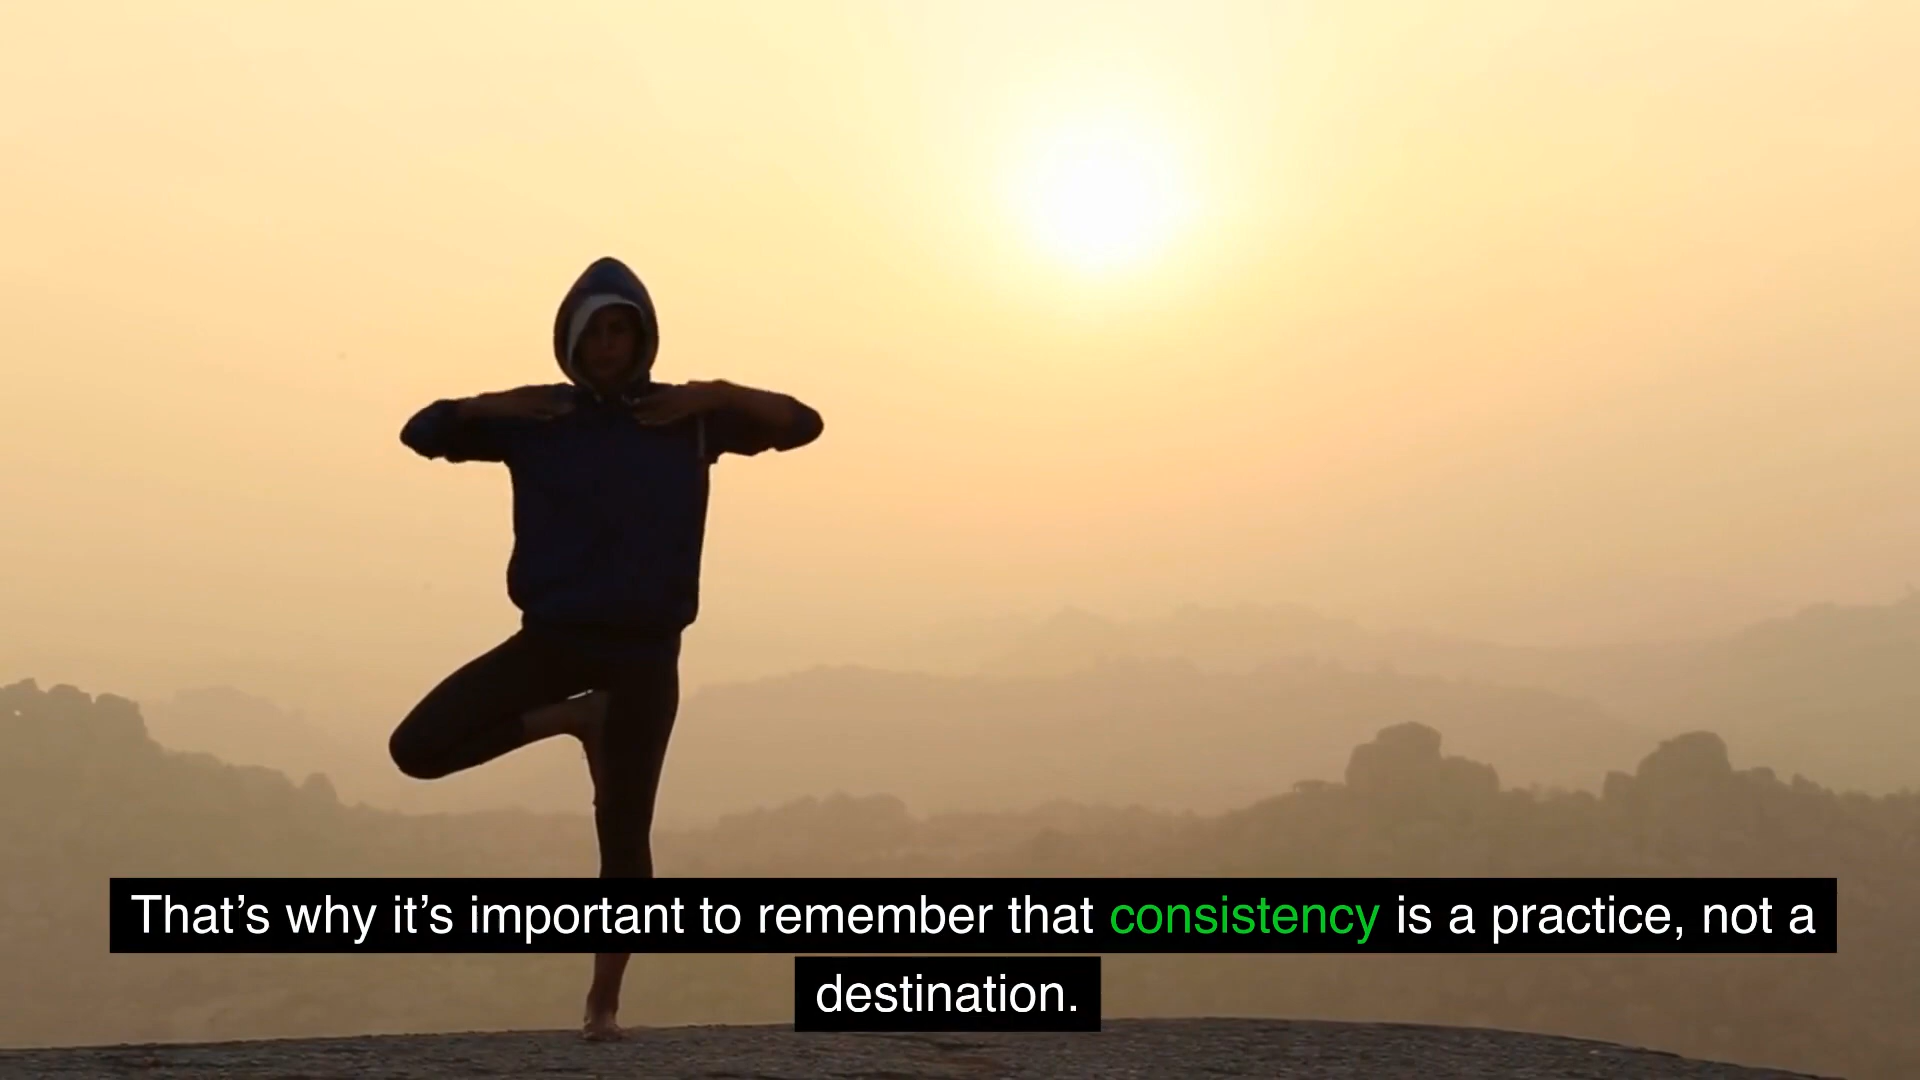 That’s why it’s important to remember that consistency is a practice, not a
destination.